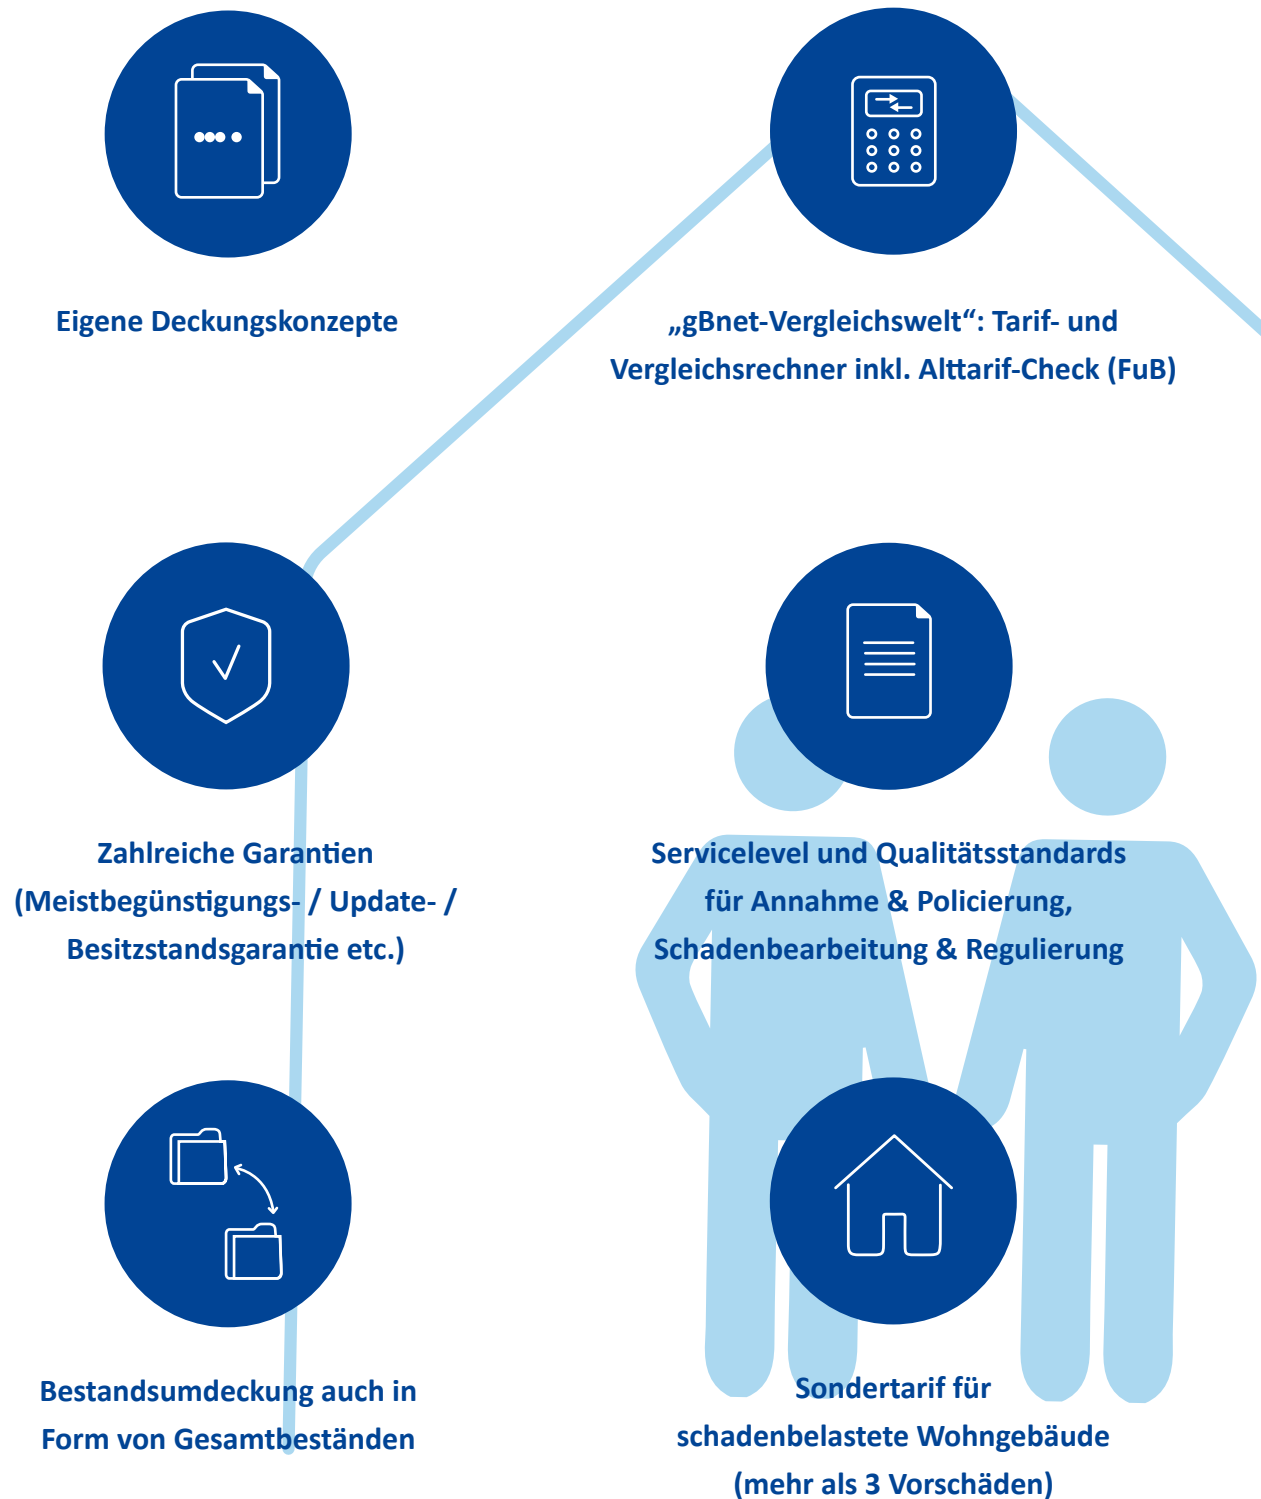 Eigene Deckungskonzepte
„gBnet-Vergleichswelt“: Tarif- und
Vergleichsrechner inkl. Alttarif-Check (FuB)
Zahlreiche Garantien
(Meistbegünstigungs- / Update- /
Besitzstandsgarantie etc.)
Servicelevel und Qualitätsstandards
für Annahme & Policierung,
Schadenbearbeitung & Regulierung
Bestandsumdeckung auch in
Form von Gesamtbeständen
Sondertarif für
schadenbelastete Wohngebäude
(mehr als 3 Vorschäden)